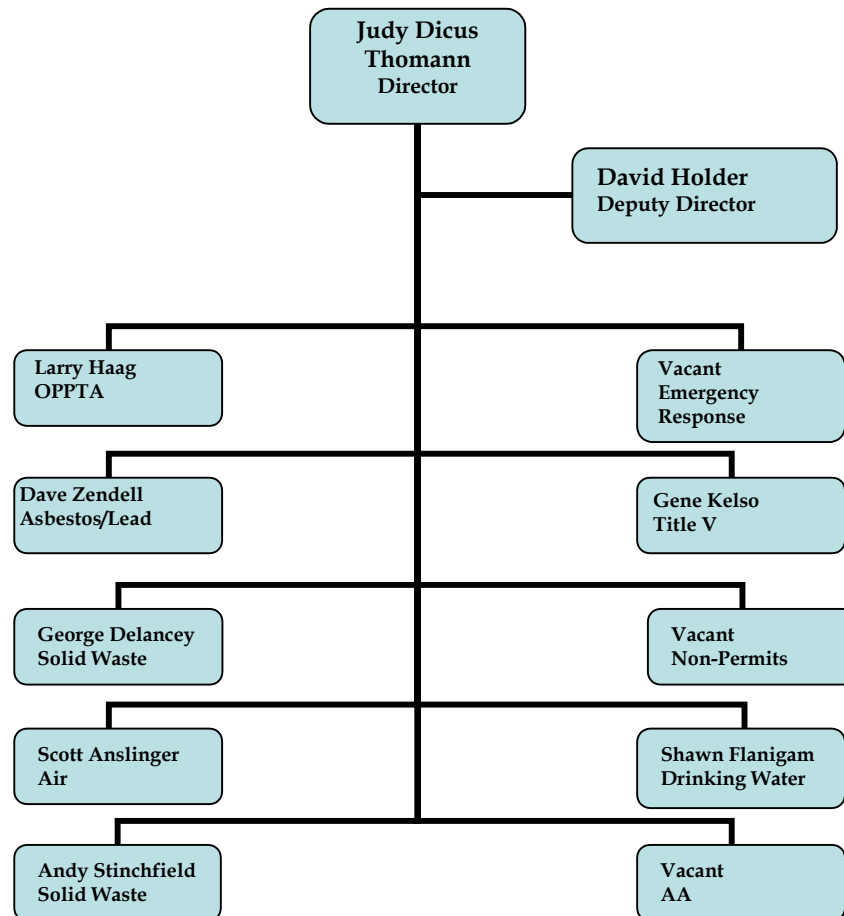 Judy Dicus
Thomann
Director
David Holder
Deputy Director
Larry Haag
OPPTA
Vacant
Emergency
Response
Dave Zendell
Asbestos/Lead
Gene Kelso
Title V
George Delancey
Solid Waste
Vacant
Non-Permits
Scott Anslinger
Air
Shawn Flanigam
Drinking Water
Andy Stinchfield
Solid Waste
Vacant
AA